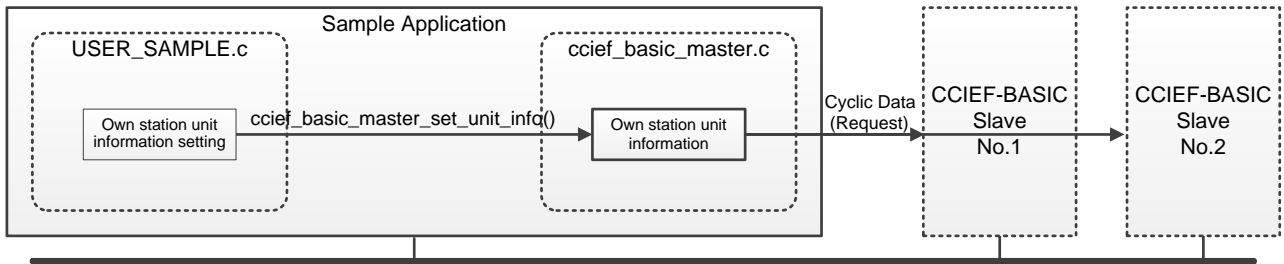 Sample Application
USER_SAMPLE.c
ccief_basic_master.c
Own station unit
information setting
ccief_basic_master_set_unit_info()
Own station unit
information
Cyclic Data
(Request)
CCIEF-BASIC
Slave
No.1
CCIEF-BASIC
Slave
No.2